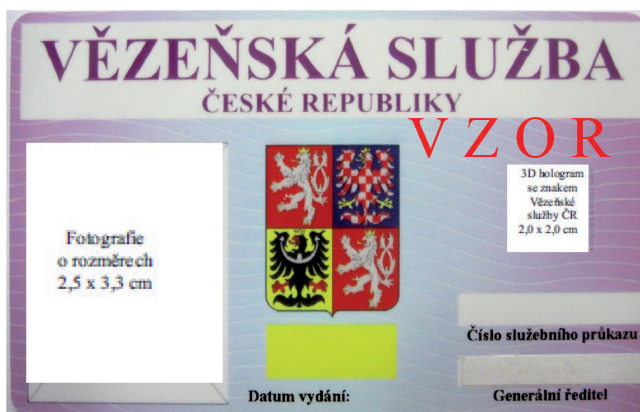 VĚZEŇSKÁ SLUŽBA
ČESKÉ REPUBLIKY
VZOR
3D hologram
se znakem
Vězeňské
služby ČR
2,0 x 2,0 cm
Fotografie
o rozměrech
2,5 x 3,3 cm
Číslo služebního průkazu
Datum vydání:
Generální ředitel